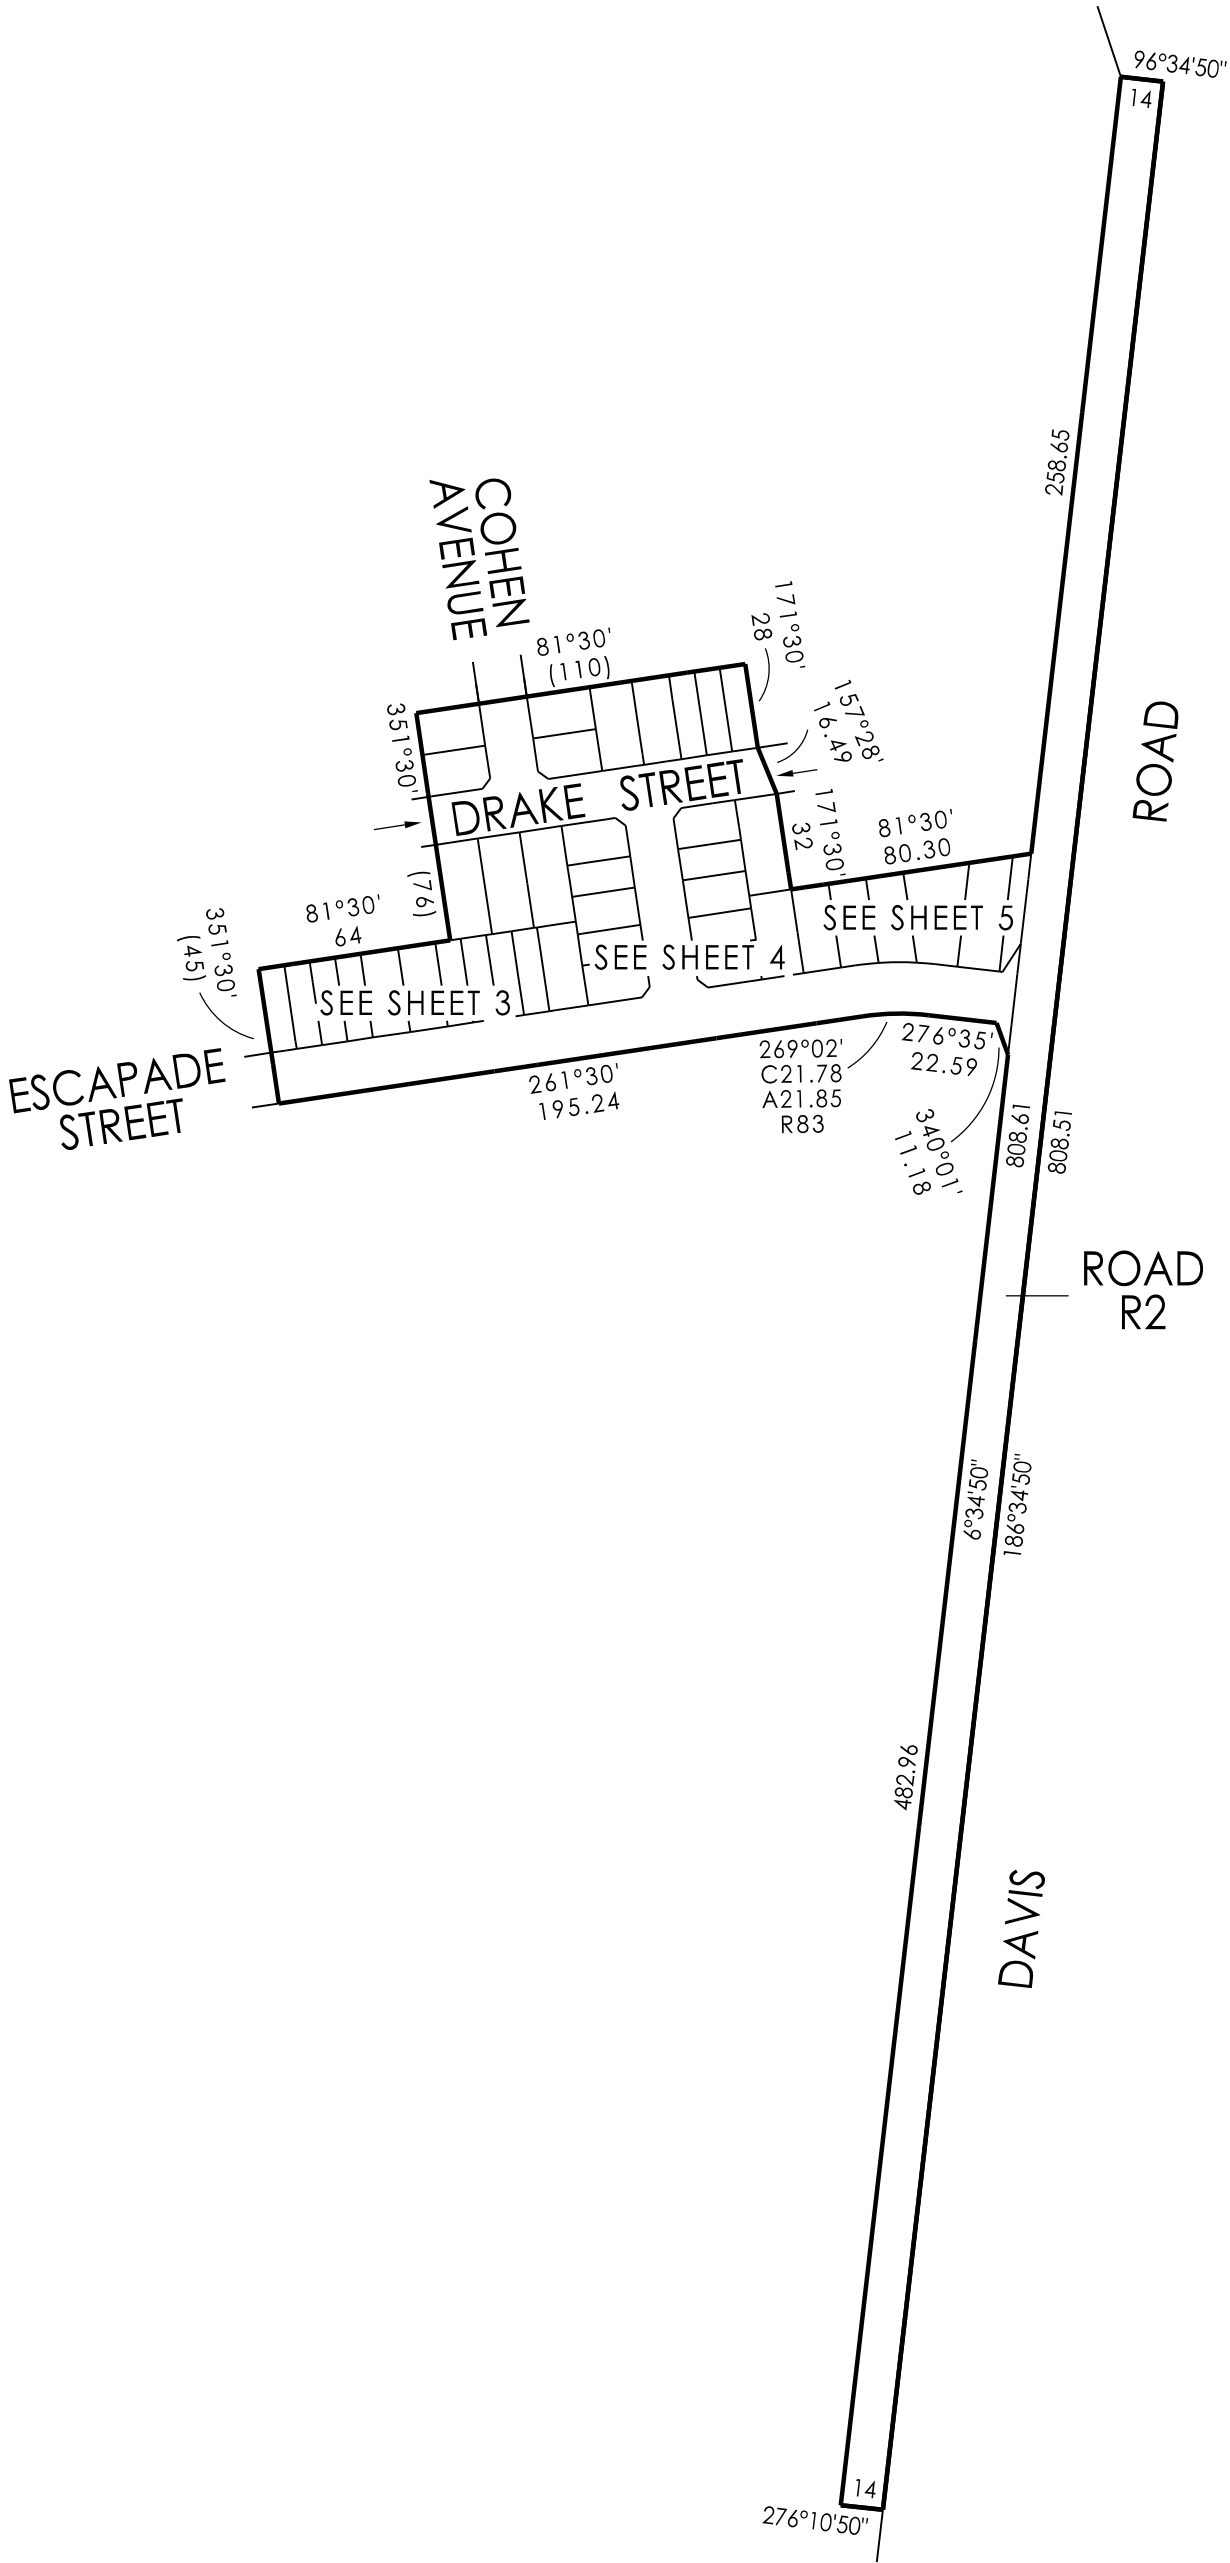 96°34'50"
14
258.65
COHEN
AVENUE
81°30'
(110)
171°30'
28
157°28'
16.49
351°30'
(76)
DRAKE STREET
171°30'
32
81°30'
80.30
ROAD
351°30'
(45)
81°30'
64
SEE SHEET 5
SEE SHEET 4
SEE SHEET 3
ESCAPADE
STREET
261°30'
195.24
269°02'
C21.78
A21.85
R83
276°35'
22.59
340°01'
11.18
808.61
808.51
ROAD
R2
6°34'50"
186°34'50"
482.96
DAVIS
14
276°10'50"